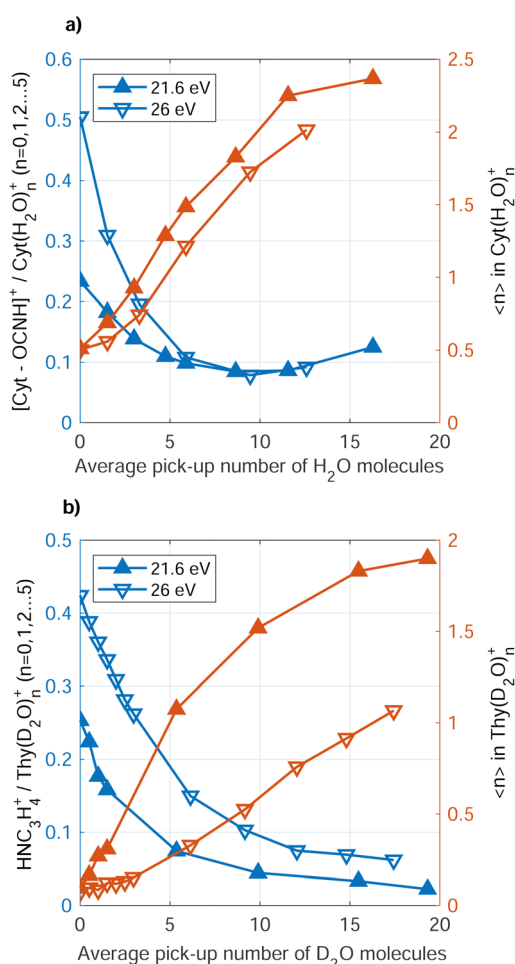 a)
0.6
0.5
0.4
0.3
0.2
0.1
0
[Cyt - OCNH]⁺ / Cyt(H₂O)ₙ⁺ (n=0,1,2...5)
21.6 eV
26 eV
2.5
2
1.5
1
0.5
0
<n> in Cyt(H₂O)ₙ⁺
0 5 10 15 20
Average pick-up number of H₂O molecules
b)
0.5
0.4
0.3
0.2
0.1
0
HNC₃H₄⁺ / Thy(D₂O)ₙ⁺ (n=0,1,2...5)
21.6 eV
26 eV
2
1.5
1
0.5
0
<n> in Thy(D₂O)ₙ⁺
0 5 10 15 20
Average pick-up number of D₂O molecules